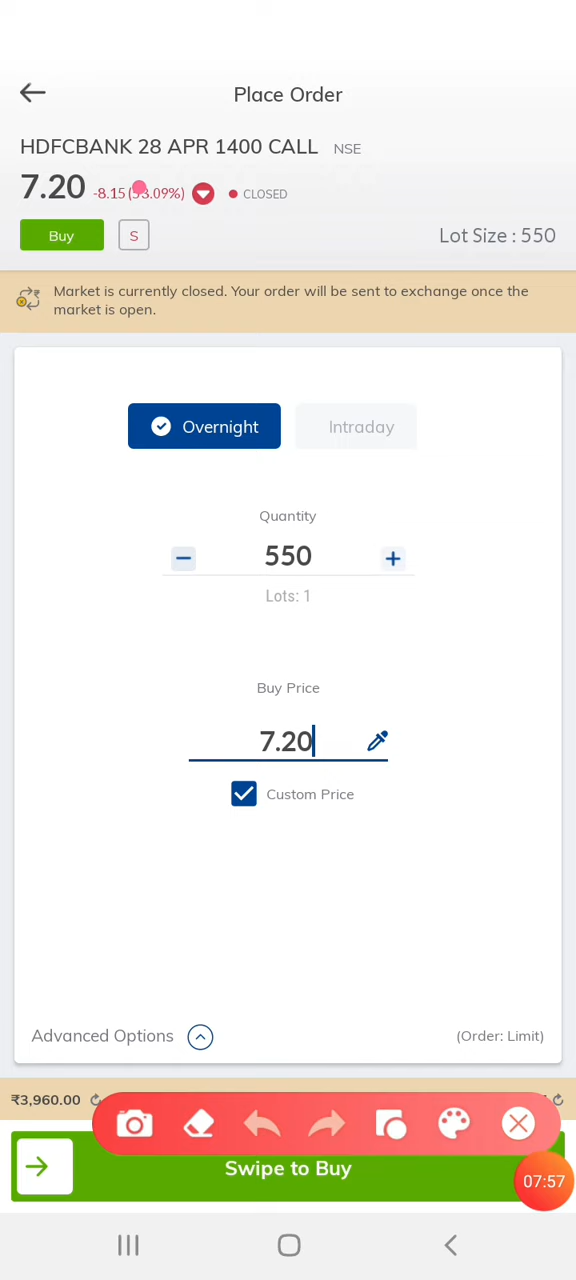 Place Order
HDFCBANK 28 APR 1400 CALL NSE
7.20 -8.15 (53.09%) CLOSED
Buy S Lot Size : 550
Market is currently closed. Your order will be sent to exchange once the
market is open.
Overnight Intraday
Quantity
550
Lots: 1
Buy Price
7.20
Custom Price
Advanced Options (Order: Limit)
₹3,960.00
Swipe to Buy
07:57